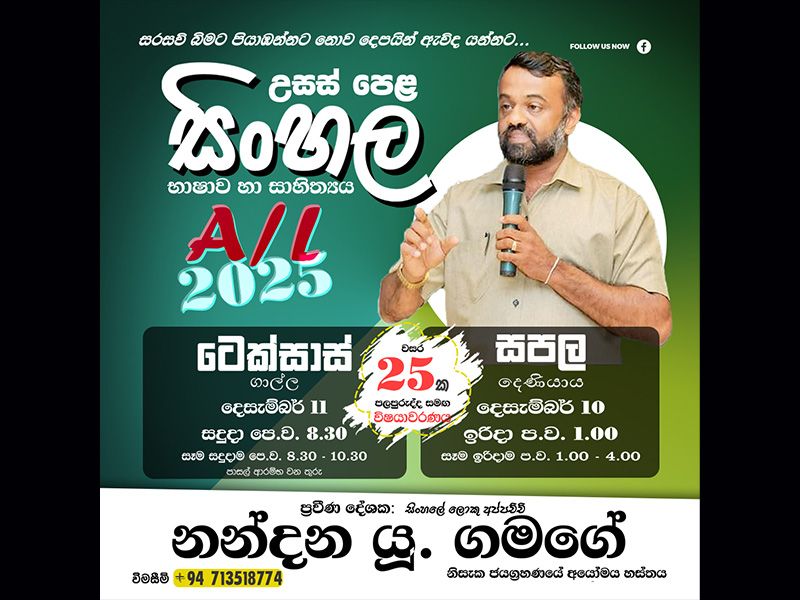 සරසවි බිමට පියාඹන්නට නොව දෙපයින් ඇවිද යන්නට...
FOLLOW US NOW
උසස් පෙළ
සිංහල
භාෂාව හා සාහිත්‍යය
A/L
2025
ටෙක්සාස්
ගාල්ල
දෙසැම්බර් 11
සඳුදා පෙ.ව. 8.30
සෑම සඳුදාම පෙ.ව. 8.30 - 10.30
පාසල් ආරම්භ වන තුරු
වසර
25ක
පලපුරුද්ද සමඟ
විෂයාවරණය
සපල
දෙණියාය
දෙසැම්බර් 10
ඉරිදා ප.ව. 1.00
සෑම ඉරිදාම ප.ව. 1.00 - 4.00
ප්‍රවීණ දේශක: සිංහලේ ලොකු අප්පච්චි
නන්දන යූ. ගමගේ
විමසීම් +94 713518774
නිසැක ජයග්‍රහණයේ අයෝමය හස්තය